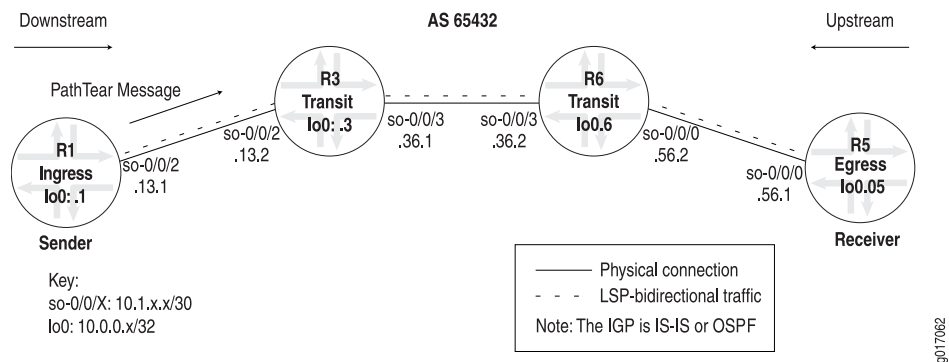 Downstream
AS 65432
Upstream
PathTear Message
R1
Ingress
lo0: .1
Sender
so-0/0/2
.13.1
R3
Transit
lo0: .3
so-0/0/2
.13.2
so-0/0/3
.36.1
R6
Transit
lo0.6
so-0/0/3
.36.2
so-0/0/0
.56.2
R5
Egress
lo0.05
so-0/0/0
.56.1
Receiver
Key:
so-0/0/X: 10.1.x.x/30
lo0: 10.0.0.x/32
Physical connection
LSP-bidirectional traffic
Note: The IGP is IS-IS or OSPF
g017062